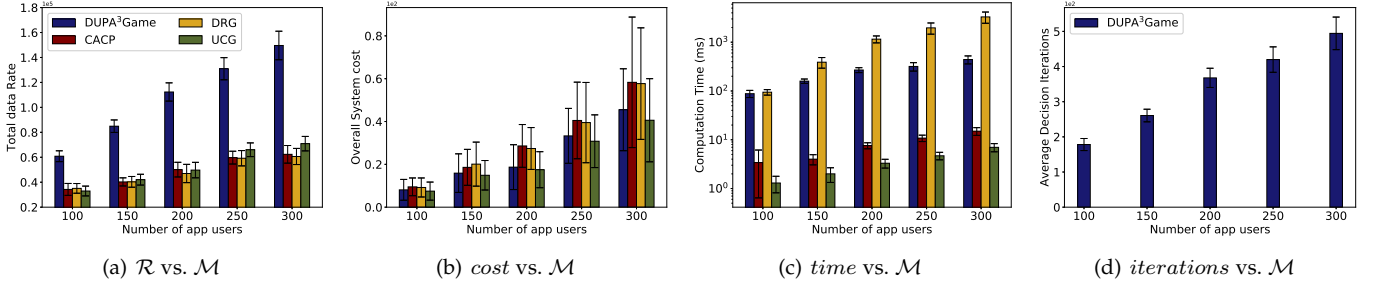 1e5
Total data Rate
1.8
1.6
1.4
1.2
1.0
0.8
0.6
0.4
0.2
DUPA³Game
CACP
DRG
UCG
100 150 200 250 300
Number of app users
(a) ℛ vs. ℳ
1e2
Overall System cost
0.8
0.6
0.4
0.2
0.0
100 150 200 250 300
Number of app users
(b) cost vs. ℳ
Computation Time (ms)
10³
10²
10¹
10⁰
100 150 200 250 300
Number of app users
(c) time vs. ℳ
1e2
Average Decision Iterations
4
2
0
DUPA³Game
100 150 200 250 300
Number of app users
(d) iterations vs. ℳ